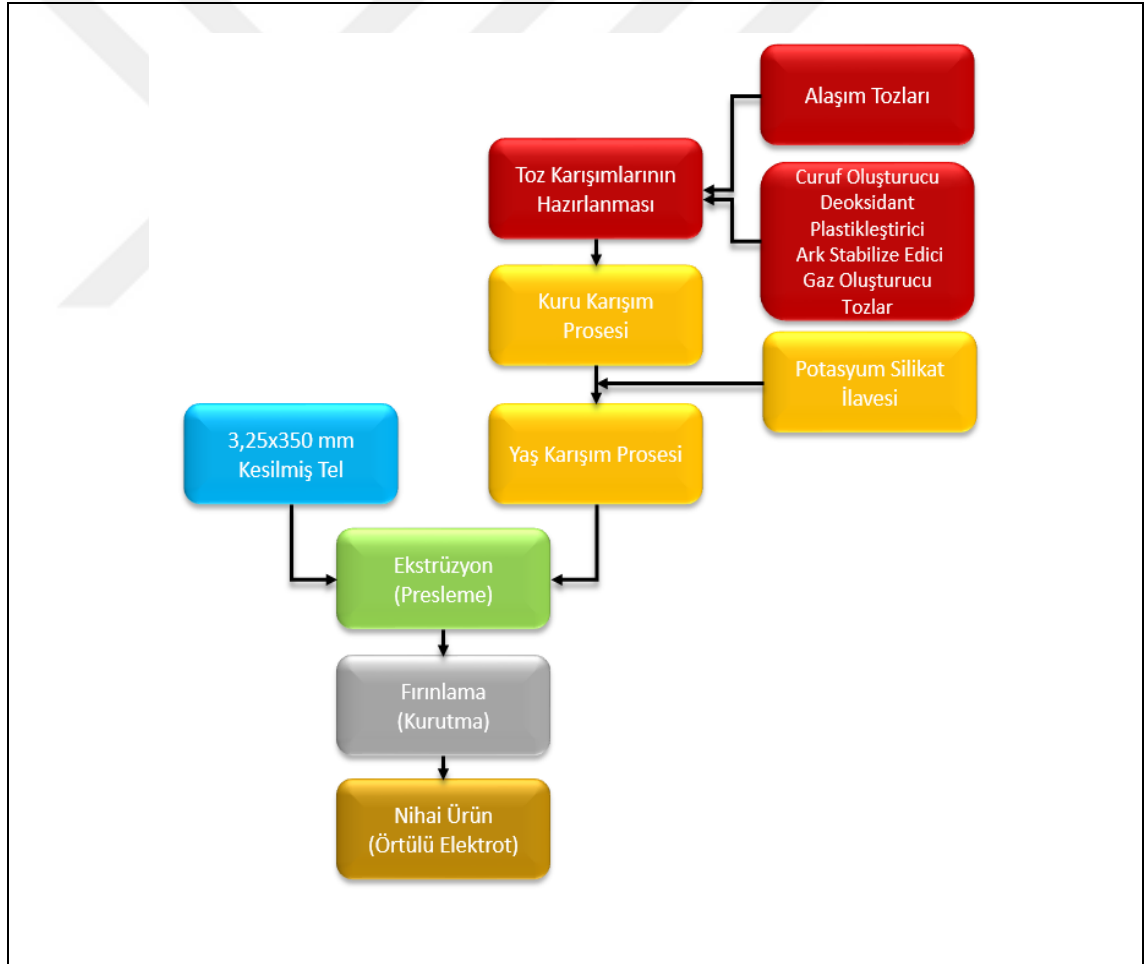 Alaşım Tozları
Toz Karışımlarının
Hazırlanması
Curuf Oluşturucu
Deoksidant
Plastikleştirici
Ark Stabilize Edici
Gaz Oluşturucu
Tozlar
Kuru Karışım
Prosesi
Potasyum Silikat
İlavesi
3,25x350 mm
Kesilmiş Tel
Yaş Karışım Prosesi
Ekstrüzyon
(Presleme)
Fırınlama
(Kurutma)
Nihai Ürün
(Örtülü Elektrot)